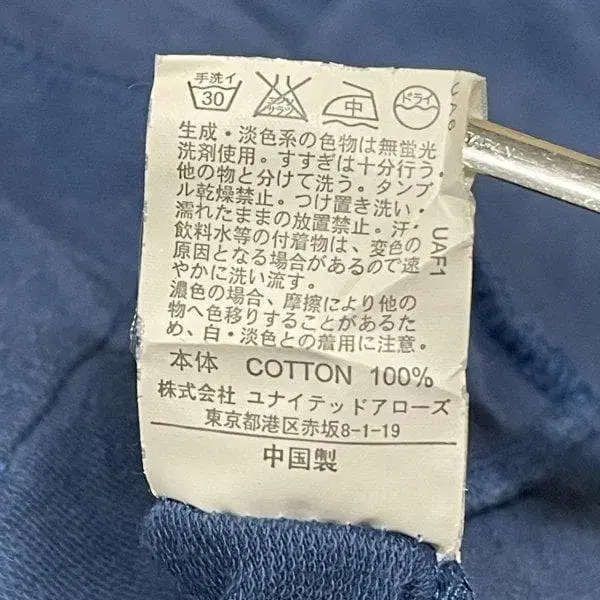 手洗イ
30
エンソ
サラシ
中
ドライ
生成・淡色系の色物は無蛍光
洗剤使用。すすぎは十分行う。
他の物と分けて洗う。タンブ
ル乾燥禁止。つけ置き洗い・
濡れたままの放置禁止。汗・
飲料水等の付着物は、変色の
原因となる場合があるので速
やかに洗い流す。
濃色の場合、摩擦により他の
物へ色移りすることがあるた
め、白・淡色との着用に注意。
本体 COTTON 100%
株式会社 ユナイテッドアローズ
東京都港区赤坂8-1-19
中国製
UAF1